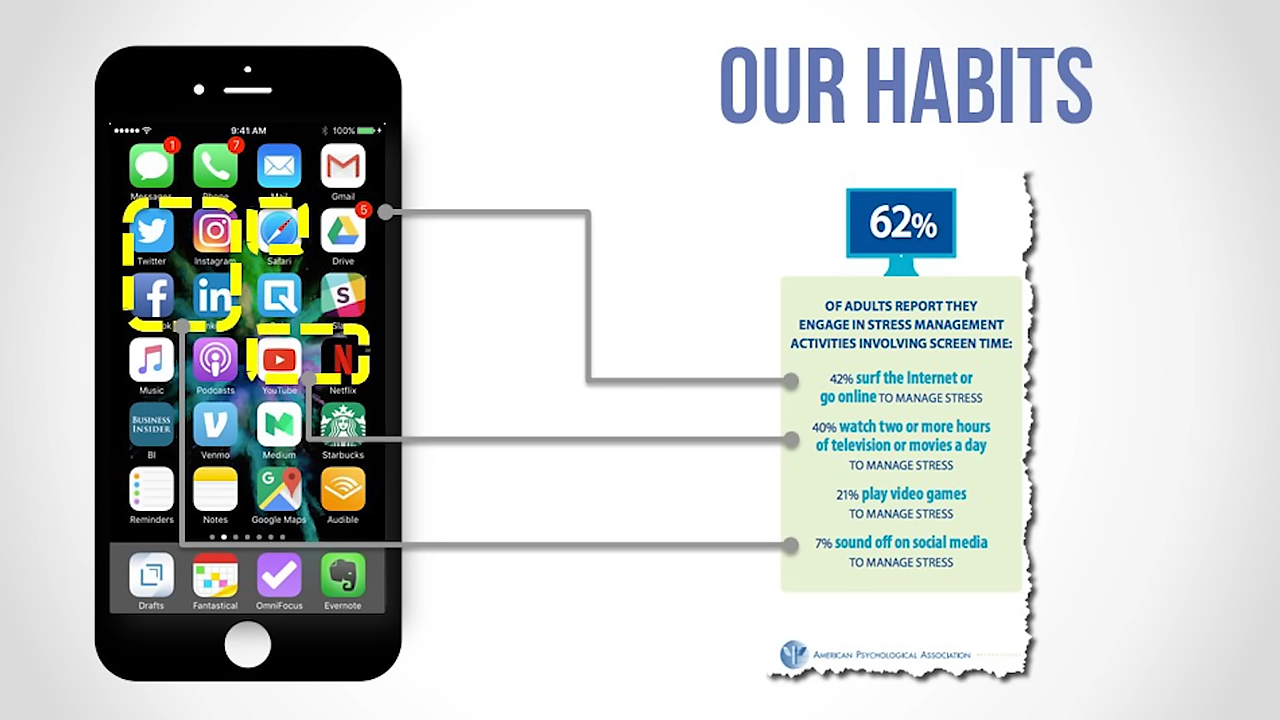 OUR HABITS
9:41 AM
100%
1
7
Gmail
Twitter
Instagram
Safari
5
Drive
f
in
S
Music
Podcasts
YouTube
N
Netflix
BUSINESS
INSIDER
BI
V
Venmo
Medium
Starbucks
Reminders
Notes
G
Google Maps
Audible
Drafts
Fantastical
OmniFocus
Evernote
62%
OF ADULTS REPORT THEY
ENGAGE IN STRESS MANAGEMENT
ACTIVITIES INVOLVING SCREEN TIME:
42% surf the Internet or
go online TO MANAGE STRESS
40% watch two or more hours
of television or movies a day
TO MANAGE STRESS
21% play video games
TO MANAGE STRESS
7% sound off on social media
TO MANAGE STRESS
AMERICAN PSYCHOLOGICAL ASSOCIATION